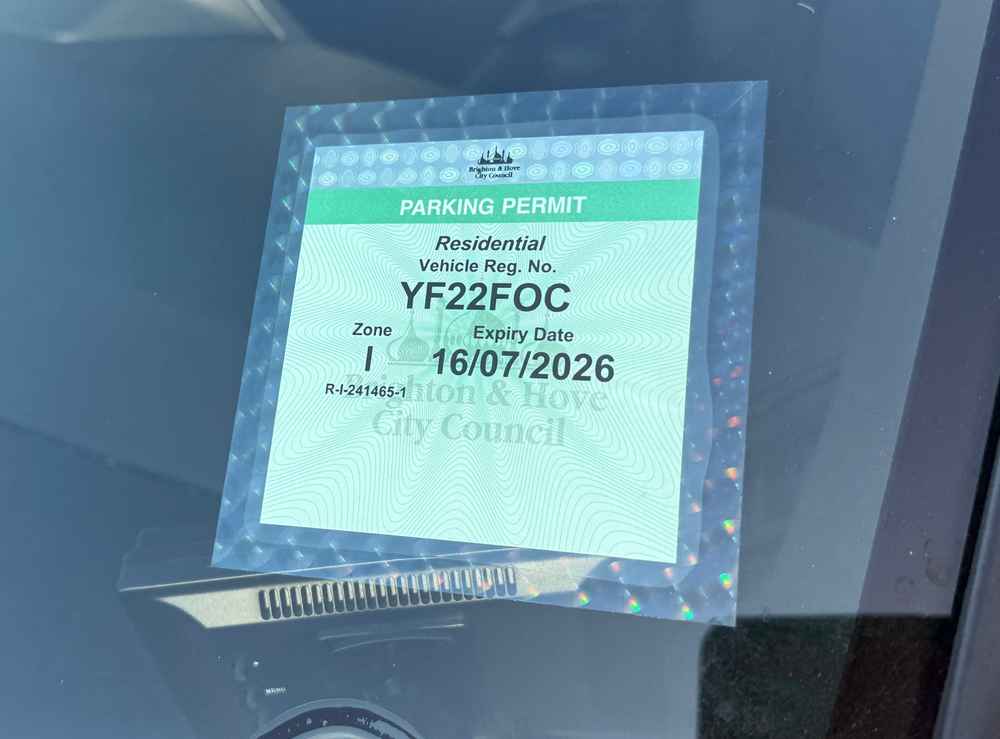 Brighton & Hove
City Council
PARKING PERMIT
Residential
Vehicle Reg. No.
YF22FOC
Zone
Expiry Date
I
16/07/2026
R-I-241465-1
Brighton & Hove
City Council